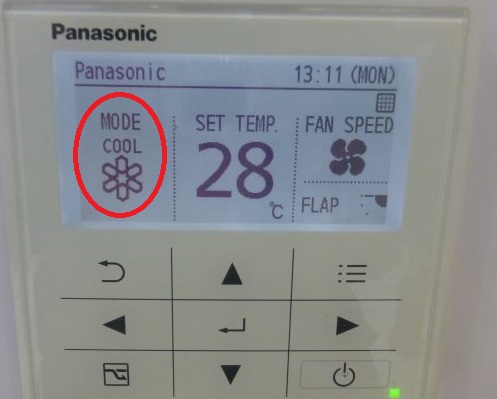 Panasonic
Panasonic 13:11 (MON)
MODE
COOL
SET TEMP.
28
℃
FAN SPEED
FLAP